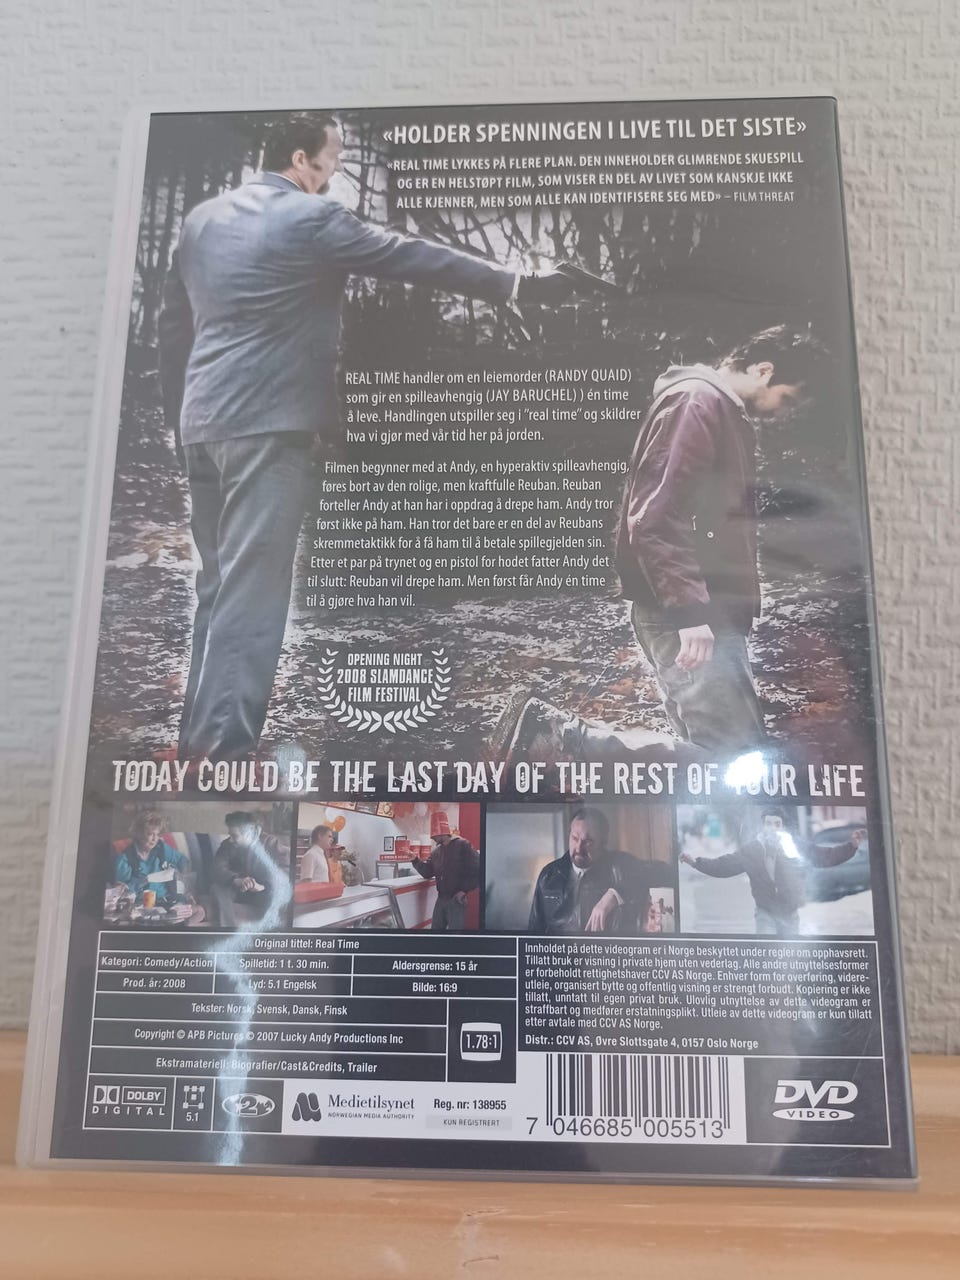 «HOLDER SPENNINGEN I LIVE TIL DET SISTE»
«REAL TIME LYKKES PÅ FLERE PLAN. DEN INNEHOLDER GLIMRENDE SKUESPILL
OG ER EN HELSTØPT FILM, SOM VISER EN DEL AV LIVET SOM KANSKJE IKKE
ALLE KJENNER, MEN SOM ALLE KAN IDENTIFISERE SEG MED» – FILM THREAT
REAL TIME handler om en leiemorder (RANDY QUAID)
som gir en spilleavhengig (JAY BARUCHEL) ) én time
å leve. Handlingen utspiller seg i "real time" og skildrer
hva vi gjør med vår tid her på jorden.
Filmen begynner med at Andy, en hyperaktiv spilleavhengig,
føres bort av den rolige, men kraftfulle Reuban. Reuban
forteller Andy at han har i oppdrag å drepe ham. Andy tror
først ikke på ham. Han tror det bare er en del av Reubans
skremmetaktikk for å få ham til å betale spillegjelden sin.
Etter et par på trynet og en pistol for hodet fatter Andy det
til slutt: Reuban vil drepe ham. Men først får Andy én time
til å gjøre hva han vil.
OPENING NIGHT
2008 SLAMDANCE
FILM FESTIVAL
TODAY COULD BE THE LAST DAY OF THE REST OF YOUR LIFE
Original tittel: Real Time
Kategori: Comedy/Action
Spilletid: 1 t. 30 min.
Aldersgrense: 15 år
Prod. år: 2008
Lyd: 5.1 Engelsk
Bilde: 16:9
Tekster: Norsk, Svensk, Dansk, Finsk
Copyright © APB Pictures © 2007 Lucky Andy Productions Inc
Ekstramateriell: Biografier/Cast&Credits, Trailer
1.78:1
Innholdet på dette videogram er i Norge beskyttet under regler om opphavsrett.
Tillatt bruk er visning i private hjem uten vederlag. Alle andre utnyttelsesformer
er forbeholdt rettighetshaver CCV AS Norge. Enhver form for overføring, videre-
utleie, organisert bytte og offentlig visning er strengt forbudt. Kopiering er ikke
tillatt, unntatt til egen privat bruk. Ulovlig utnyttelse av dette videogram er
straffbart og medfører erstatningsplikt. Utleie av dette videogram er kun tillatt
etter avtale med CCV AS Norge.
Distr.: CCV AS, Øvre Slottsgate 4, 0157 Oslo Norge
DOLBY
DIGITAL
5.1
2
Medietilsynet
NORWEGIAN MEDIA AUTHORITY
Reg. nr: 138955
KUN REGISTRERT
7 046685 005513
DVD
VIDEO